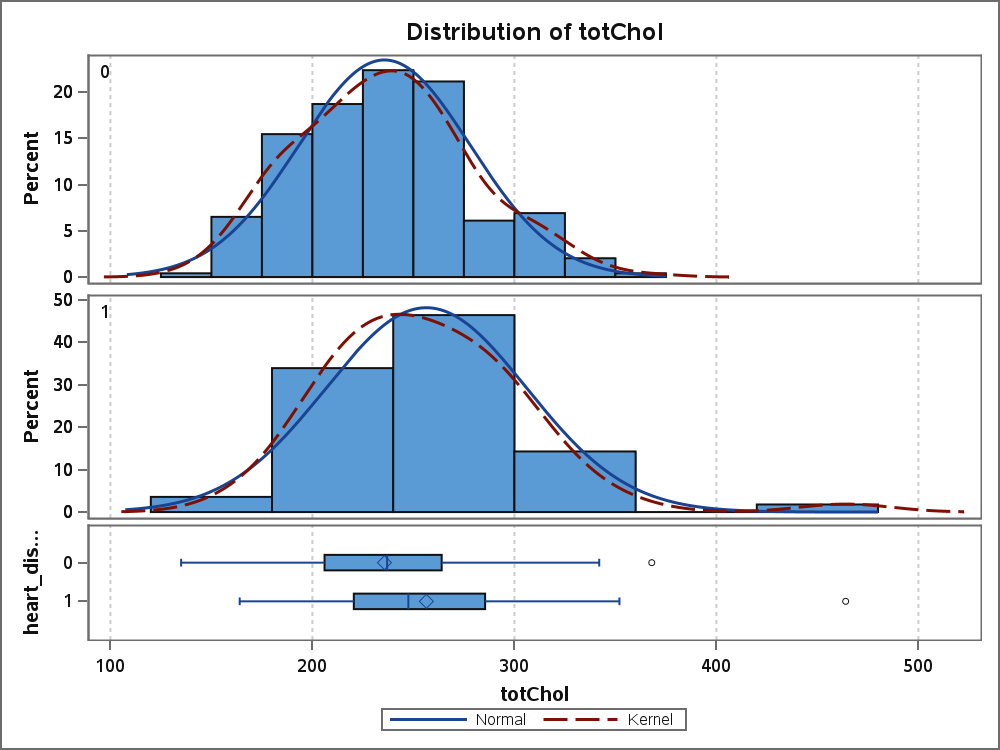 Distribution of totChol
0
Percent
20
15
10
5
0
1
Percent
50
40
30
20
10
0
heart_dis...
0
1
100 200 300 400 500
totChol
Normal Kernel